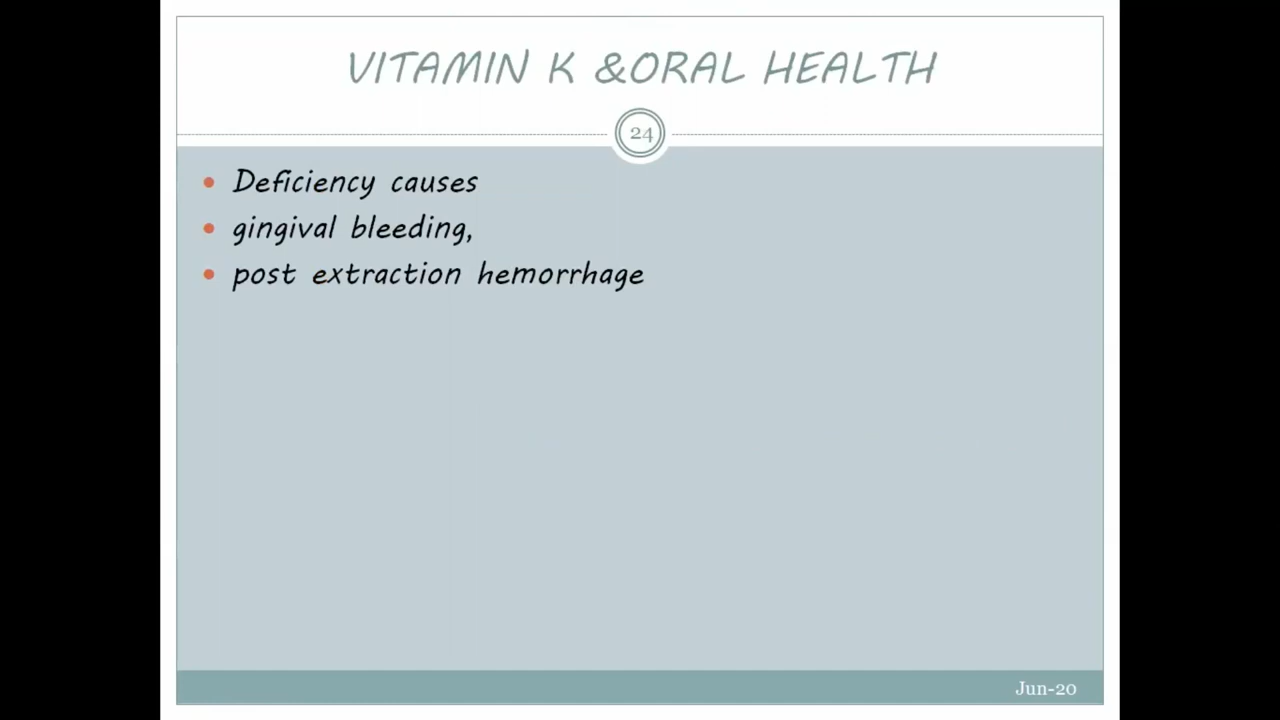 VITAMIN K &ORAL HEALTH
24
• Deficiency causes
• gingival bleeding,
• post extraction hemorrhage
Jun-20